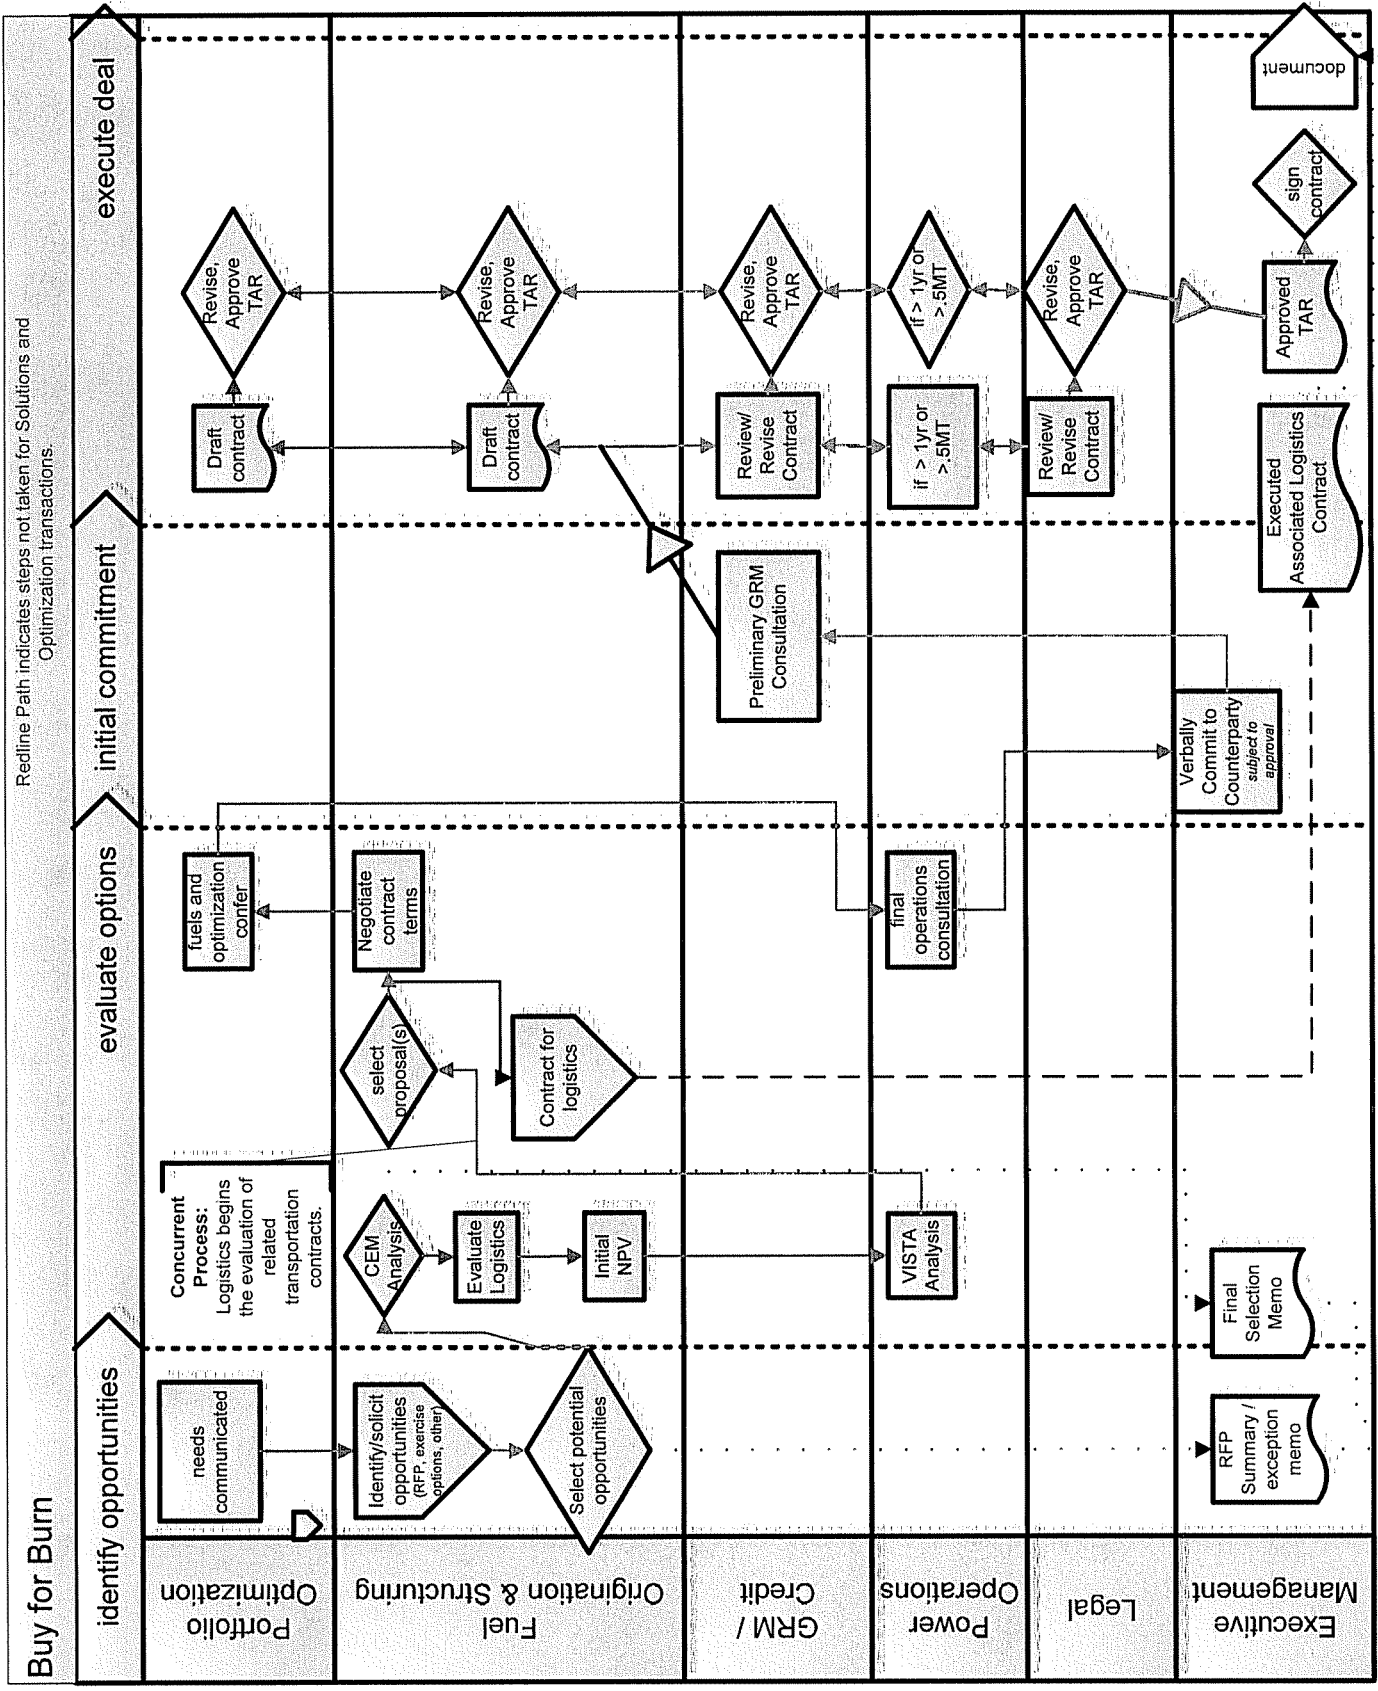 Buy for Burn
Redline Path indicates steps not taken for Solutions and
Optimization transactions.
identify opportunities
evaluate options
initial commitment
execute deal
Portfolio
Optimization
needs
communicated
Concurrent
Process:
Logistics begins
the evaluation of
related
transportation
contracts.
fuels and
optimization
confer
Draft
contract
Revise,
Approve
TAR
Fuel
Origination & Structuring
Identify/solicit
opportunities
(RFP, exercise
options, other)
Select potential
opportunities
CEM
Analysis
Evaluate
Logistics
Initial
NPV
select
proposal(s)
Negotiate
contract
terms
Contract for
logistics
Draft
contract
Revise,
Approve
TAR
GRM /
Credit
Preliminary GRM
Consultation
Review/
Revise
Contract
Revise,
Approve
TAR
Power
Operations
VISTA
Analysis
final
operations
consultation
if > 1yr or
>.5MT
if > 1yr or
>.5MT
Legal
Review/
Revise
Contract
Revise,
Approve
TAR
Executive
Management
RFP
Summary /
exception
memo
Final
Selection
Memo
Verbally
Commit to
Counterparty
subject to
approval
Executed
Associated Logistics
Contract
Approved
TAR
sign
contract
document